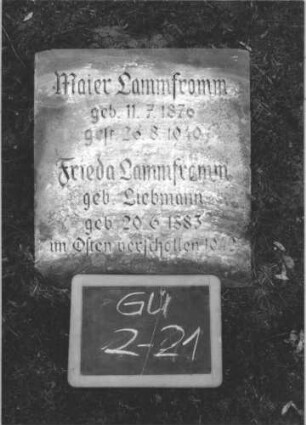 Maier Lammfromm
geb. 11. 7. 1876
gest. 26. 8. 1940
Frieda Lammfromm
geb. Liebmann
geb. 20. 6. 1883
im Osten verschollen 1942
GÜ
2-21